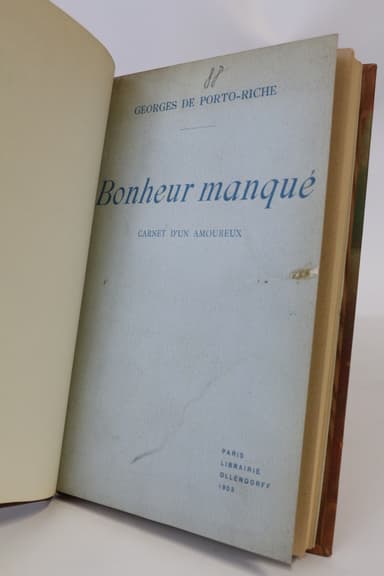 88
GEORGES DE PORTO-RICHE
Bonheur manqué
CARNET D'UN AMOUREUX
PARIS
LIBRAIRIE
OLLENDORFF